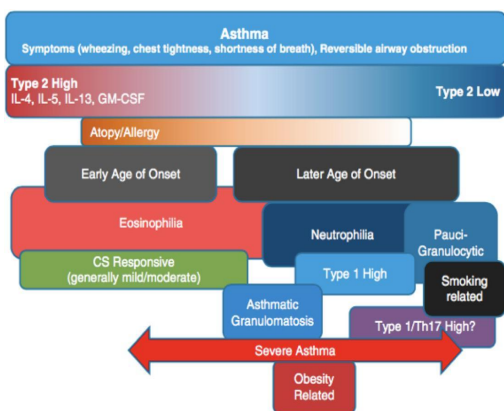 Asthma
Symptoms (wheezing, chest tightness, shortness of breath), Reversible airway obstruction
Type 2 High
IL-4, IL-5, IL-13, GM-CSF
Type 2 Low
Atopy/Allergy
Early Age of Onset
Later Age of Onset
Eosinophilia
Neutrophilia
Pauci-
Granulocytic
CS Responsive
(generally mild/moderate)
Type 1 High
Smoking
related
Asthmatic
Granulomatosis
Type 1/Th17 High?
Severe Asthma
Obesity
Related